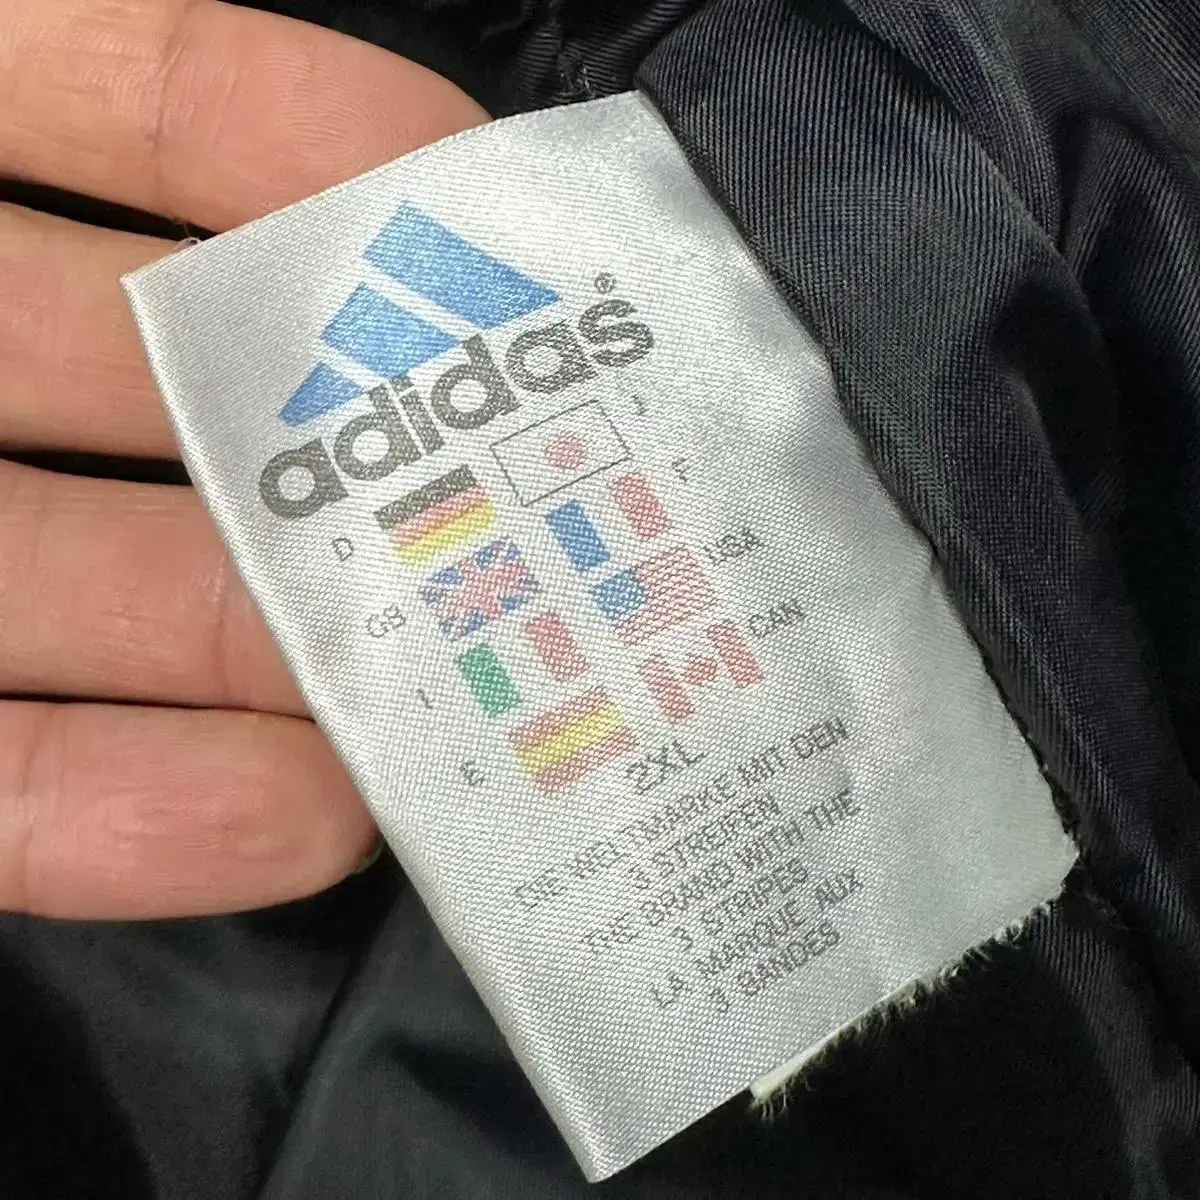 adidas®
D
J
F
GB
USA
I
CAN
E
2XL
DIE WELTMARKE MIT DEN
3 STREIFEN
THE BRAND WITH THE
3 STRIPES
LA MARQUE AUX
3 BANDES